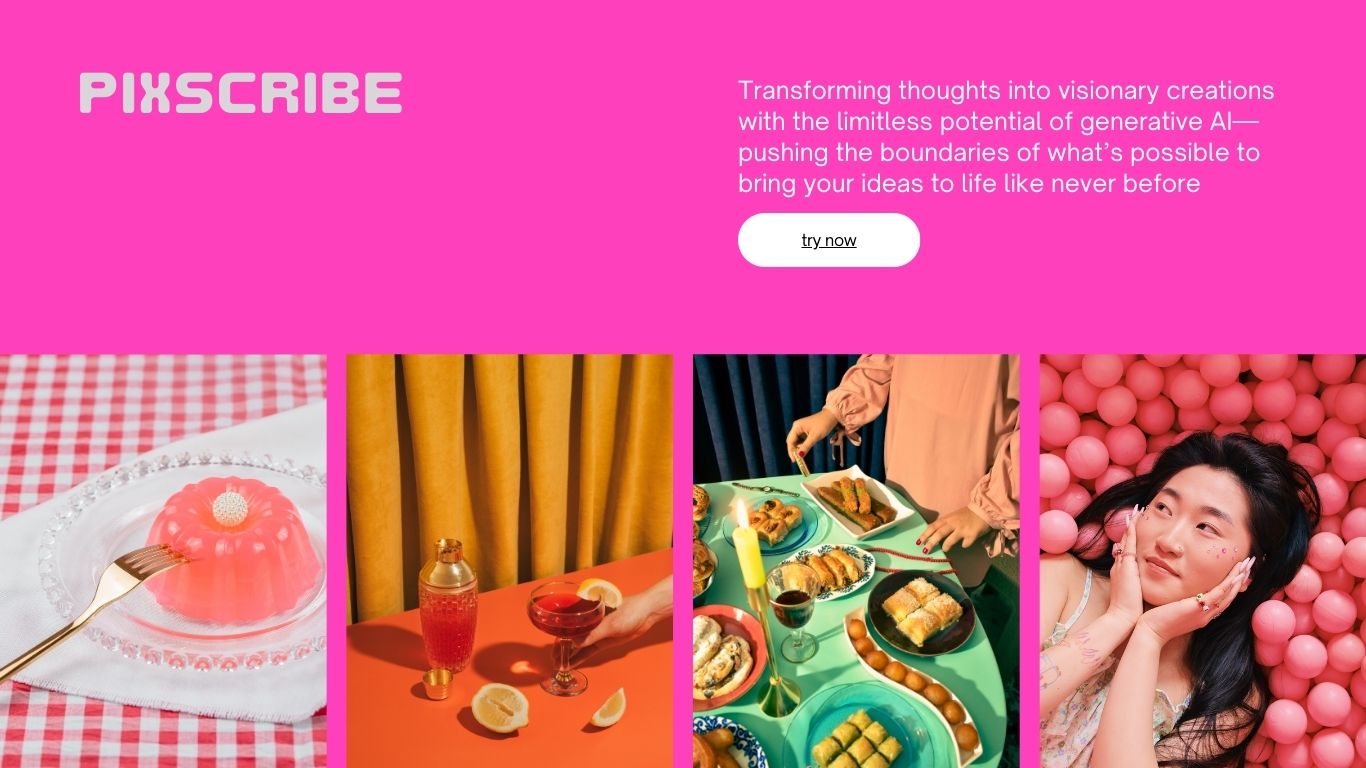 PIXSCRIBE
Transforming thoughts into visionary creations
with the limitless potential of generative AI—
pushing the boundaries of what’s possible to
bring your ideas to life like never before
try now